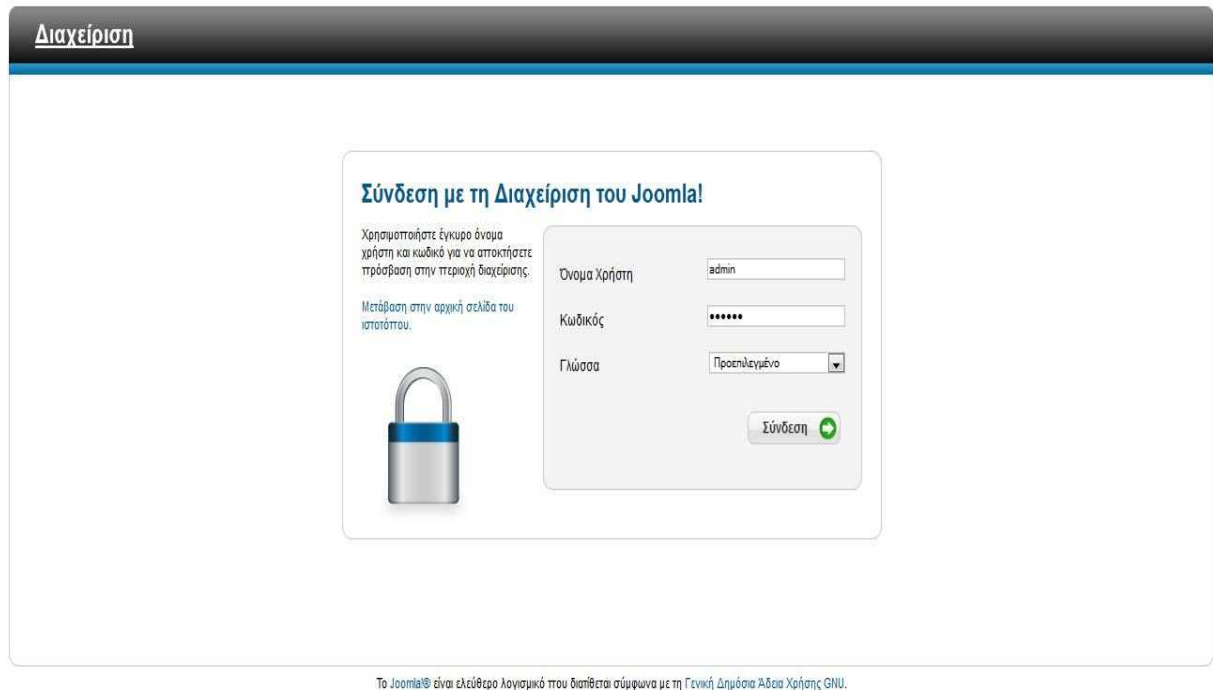 Διαχείριση
Σύνδεση με τη Διαχείριση του Joomla!
Χρησιμοποιήστε έγκυρο όνομα
χρήστη και κωδικό για να αποκτήσετε
πρόσβαση στην περιοχή διαχείρισης.
Μετάβαση στην αρχική σελίδα του
ιστοτόπου.
Όνομα Χρήστη
admin
Κωδικός
••••••
Γλώσσα
Προεπιλεγμένο
Σύνδεση
Το Joomla!® είναι ελεύθερο λογισμικό που διατίθεται σύμφωνα με τη Γενική Δημόσια Άδεια Χρήσης GNU.